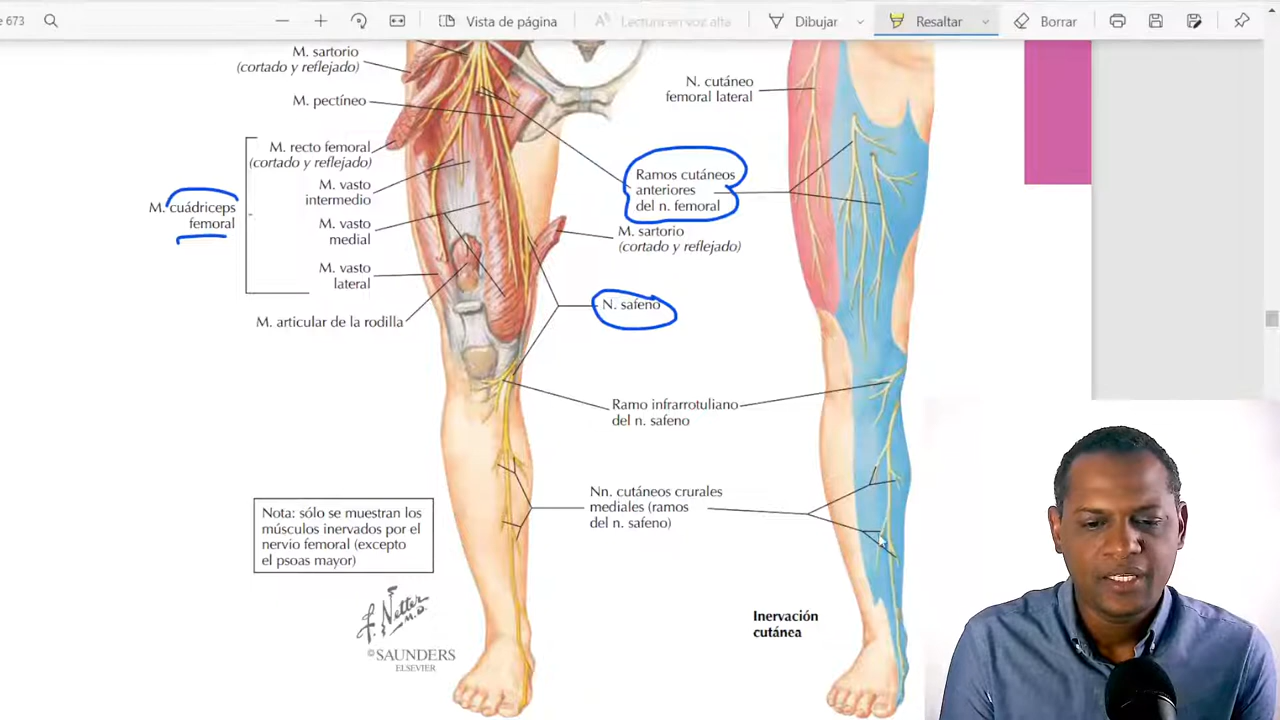 e 673
Vista de página
Lectura en voz alta
Dibujar
Resaltar
Borrar
M. sartorio
(cortado y reflejado)
M. pectíneo
M. recto femoral
(cortado y reflejado)
M. vasto
intermedio
M. cuádriceps
femoral
M. vasto
medial
M. vasto
lateral
M. articular de la rodilla
N. cutáneo
femoral lateral
Ramos cutáneos
anteriores
del n. femoral
M. sartorio
(cortado y reflejado)
N. safeno
Ramo infrarrotuliano
del n. safeno
Nn. cutáneos crurales
mediales (ramos
del n. safeno)
Nota: sólo se muestran los
músculos inervados por el
nervio femoral (excepto
el psoas mayor)
F. Netter
M.D.
©SAUNDERS
ELSEVIER
Inervación
cutánea